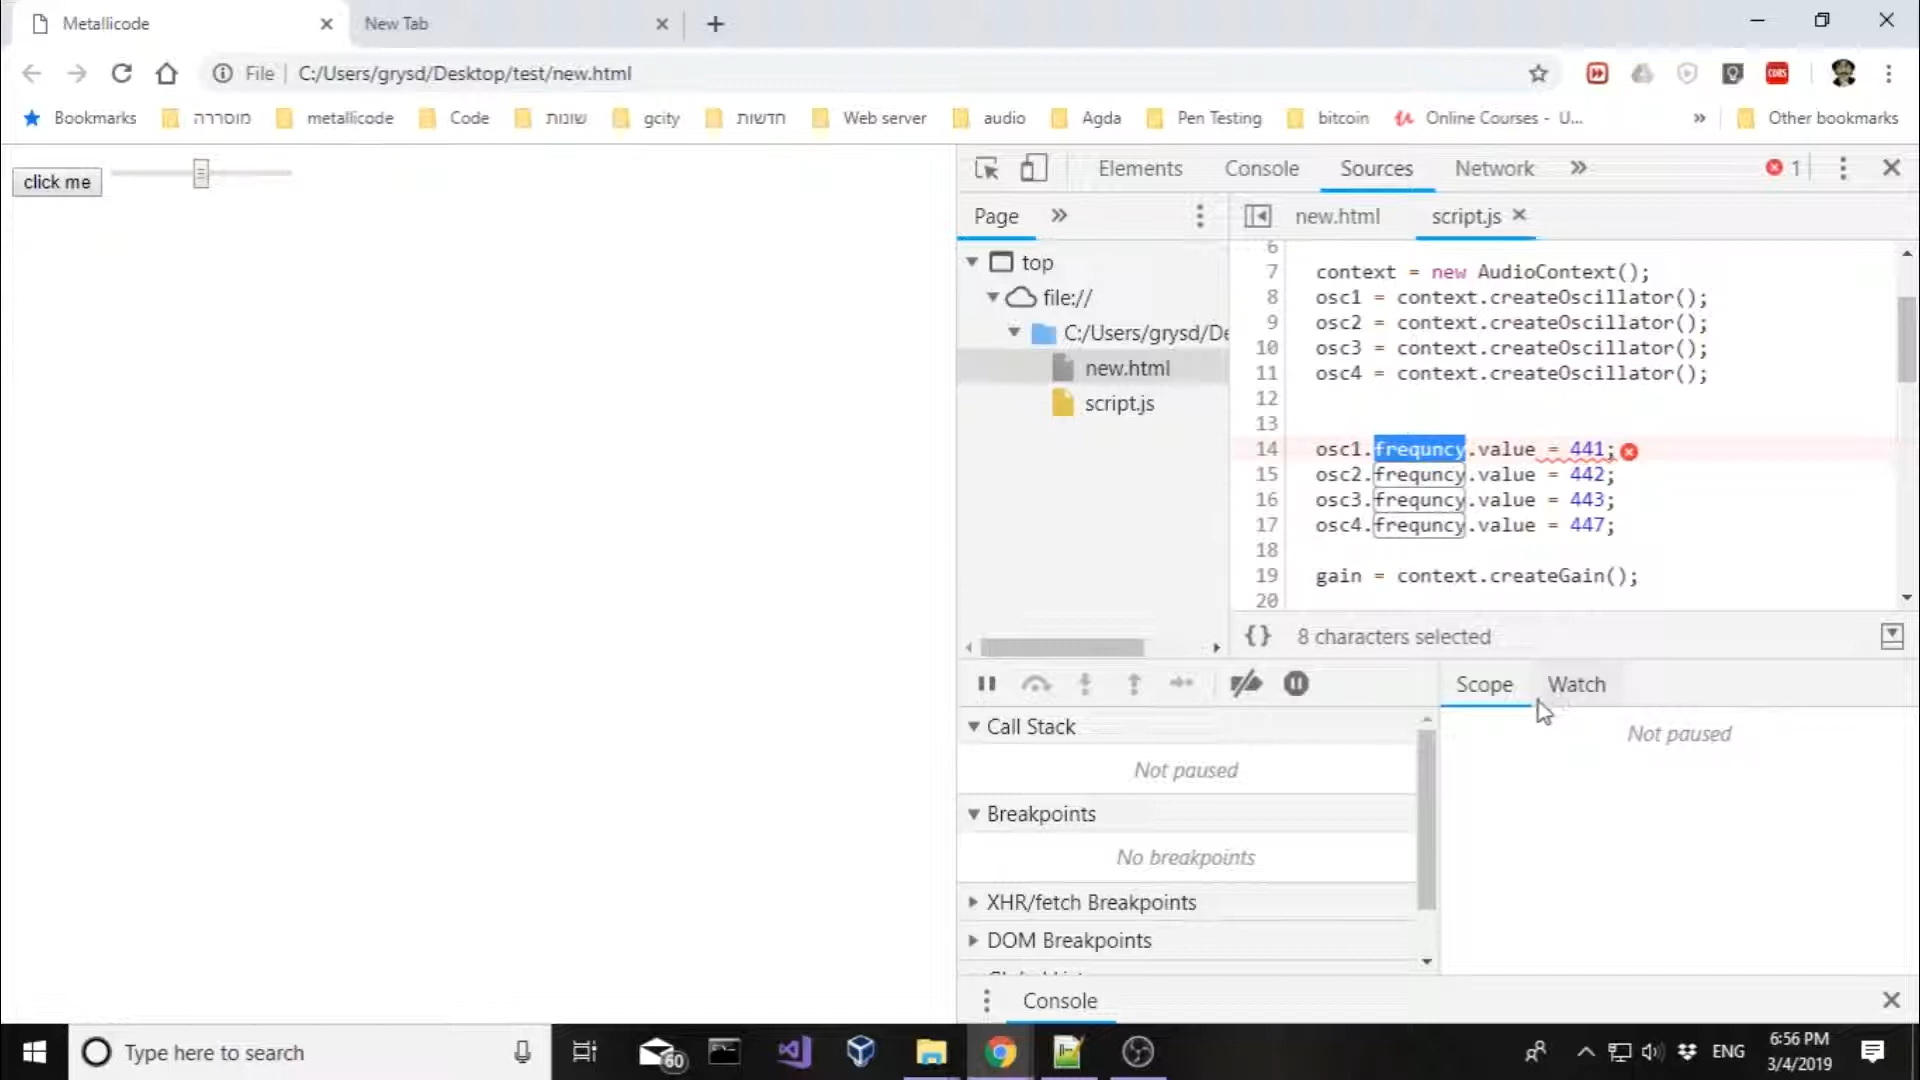 Metallicode
New Tab
File
C:/Users/grysd/Desktop/test/new.html
Bookmarks
מוסררה
metallicode
Code
שונות
gcity
חדשות
Web server
audio
Agda
Pen Testing
bitcoin
Online Courses - U...
»
Other bookmarks
CORS
click me
Elements
Console
Sources
Network
»
1
Page
»
new.html
script.js
top
file://
C:/Users/grysd/De
new.html
script.js
6
7 context = new AudioContext();
8 osc1 = context.createOscillator();
9 osc2 = context.createOscillator();
10 osc3 = context.createOscillator();
11 osc4 = context.createOscillator();
12
13
14 osc1.frequncy.value = 441;
15 osc2.frequncy.value = 442;
16 osc3.frequncy.value = 443;
17 osc4.frequncy.value = 447;
18
19 gain = context.createGain();
20
{} 8 characters selected
Scope
Watch
Call Stack
Not paused
Not paused
Breakpoints
No breakpoints
XHR/fetch Breakpoints
DOM Breakpoints
Console
Type here to search
60
ENG
6:56 PM
3/4/2019